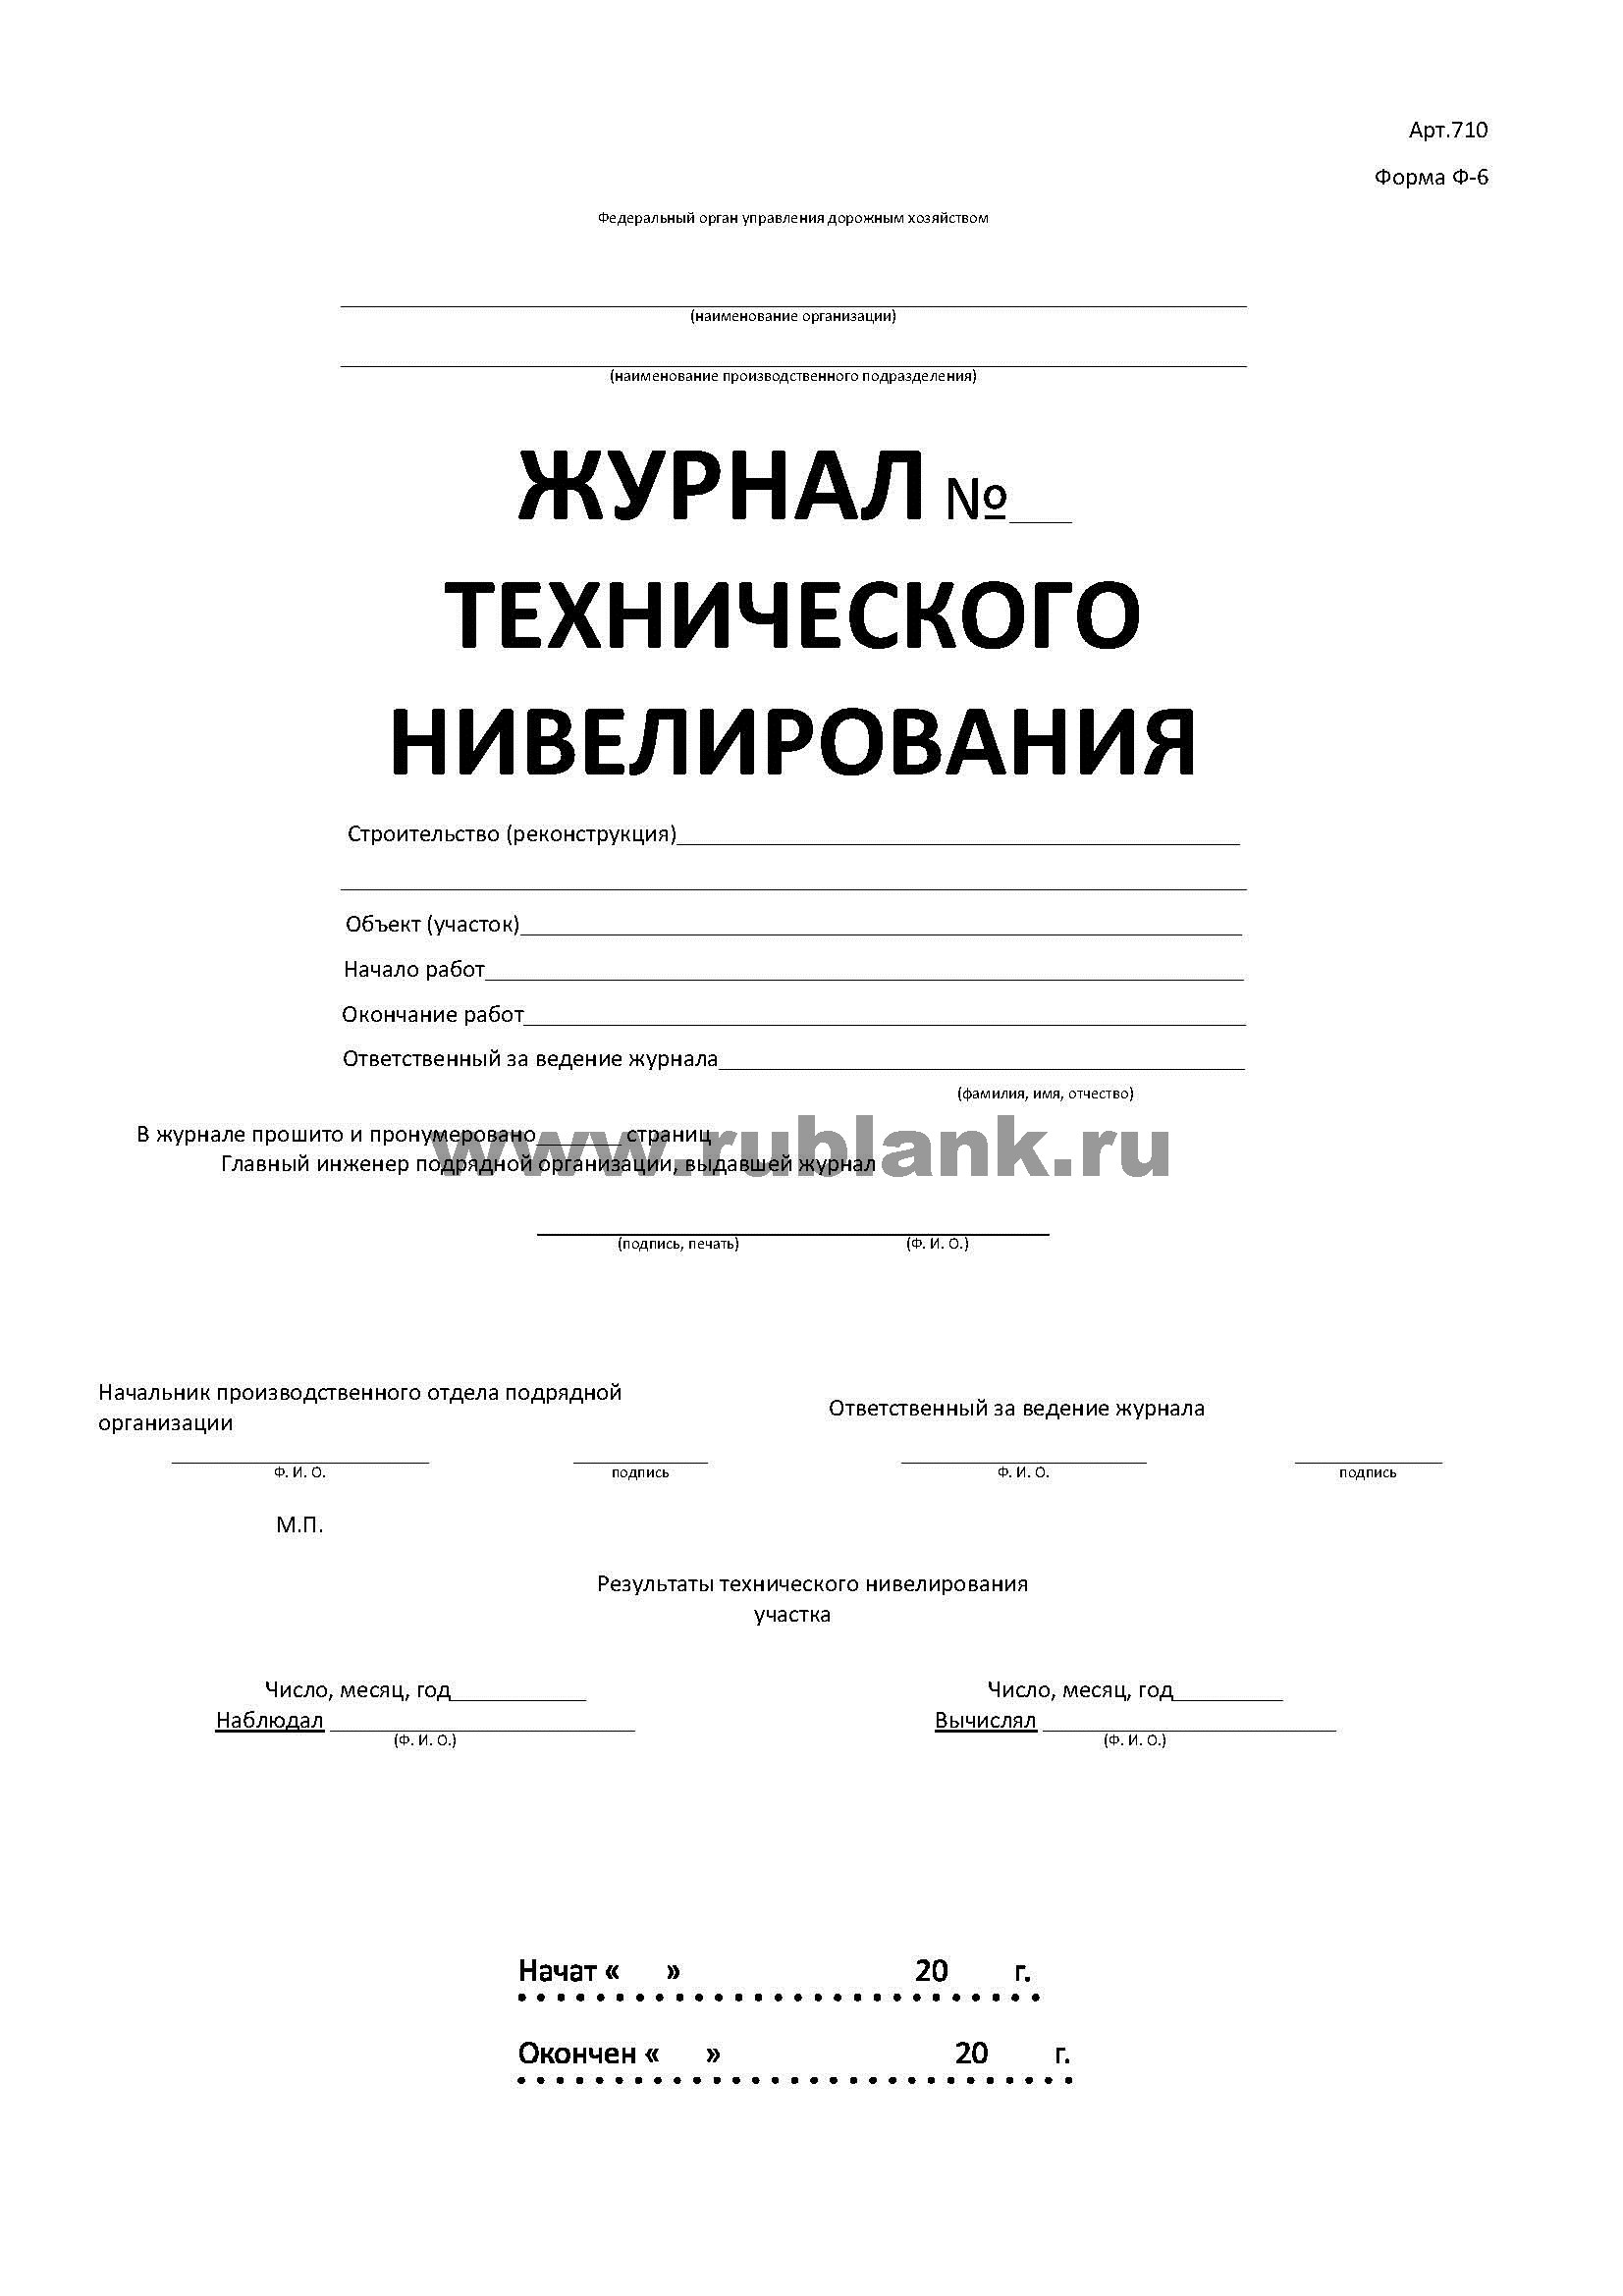 Арт.710
Форма Ф-6
Федеральный орган управления дорожным хозяйством
(наименование организации)
(наименование производственного подразделения)
ЖУРНАЛ №___
ТЕХНИЧЕСКОГО
НИВЕЛИРОВАНИЯ
Строительство (реконструкция)
Объект (участок)
Начало работ
Окончание работ
Ответственный за ведение журнала
(фамилия, имя, отчество)
В журнале прошито и пронумеровано_______ страниц
www.rublank.ru
Главный инженер подрядной организации, выдавшей журнал
(подпись, печать) (Ф. И. О.)
Начальник производственного отдела подрядной
организации
Ответственный за ведение журнала
Ф. И. О. подпись Ф. И. О. подпись
М.П.
Результаты технического нивелирования
участка
Число, месяц, год Число, месяц, год
Наблюдал Вычислял
(Ф. И. О.) (Ф. И. О.)
Начат « » 20 г.
Окончен « » 20 г.